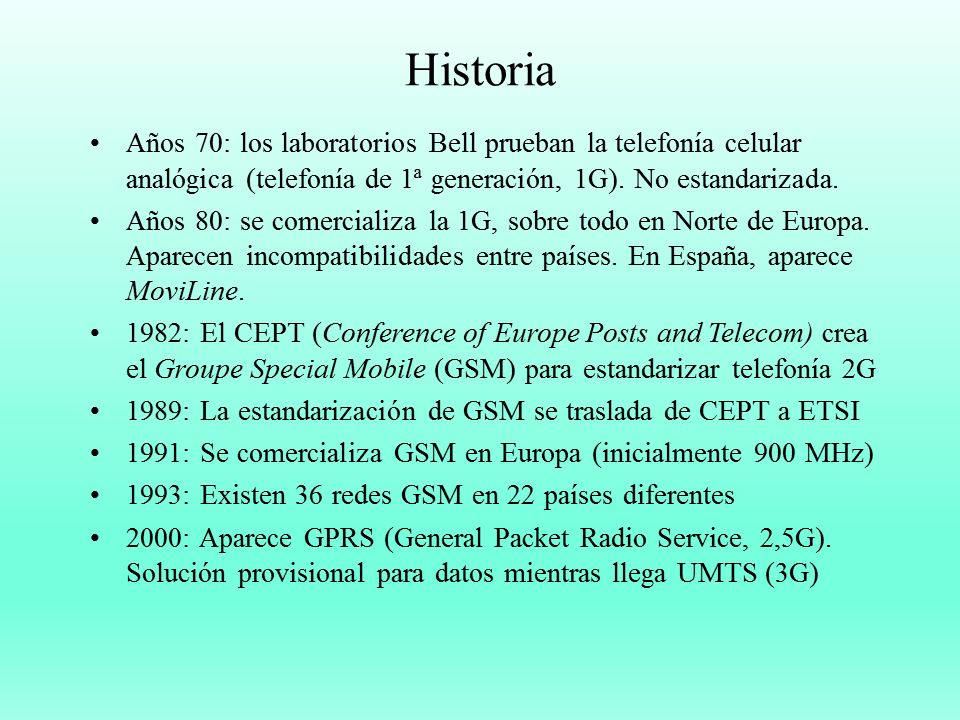 Historia
• Años 70: los laboratorios Bell prueban la telefonía celular
analógica (telefonía de 1ª generación, 1G). No estandarizada.
• Años 80: se comercializa la 1G, sobre todo en Norte de Europa.
Aparecen incompatibilidades entre países. En España, aparece
MoviLine.
• 1982: El CEPT (Conference of Europe Posts and Telecom) crea
el Groupe Special Mobile (GSM) para estandarizar telefonía 2G
• 1989: La estandarización de GSM se traslada de CEPT a ETSI
• 1991: Se comercializa GSM en Europa (inicialmente 900 MHz)
• 1993: Existen 36 redes GSM en 22 países diferentes
• 2000: Aparece GPRS (General Packet Radio Service, 2,5G).
Solución provisional para datos mientras llega UMTS (3G)